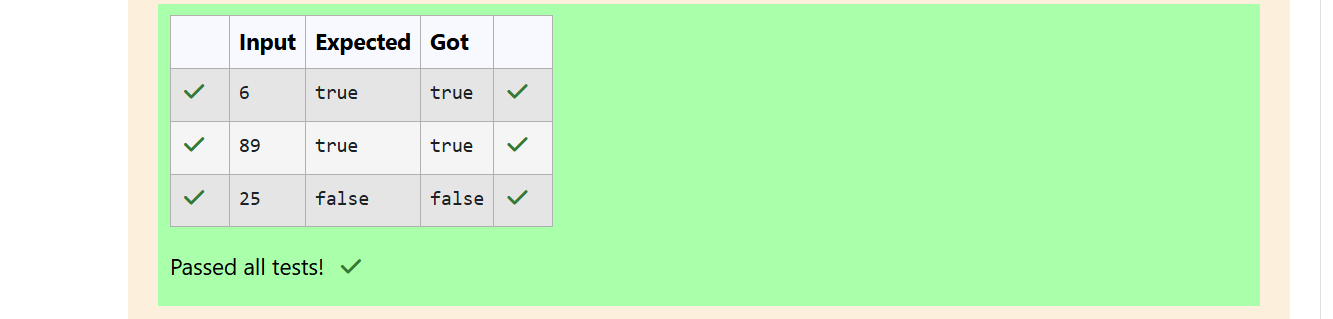 Input Expected Got
6 true true
89 true true
25 false false
Passed all tests!